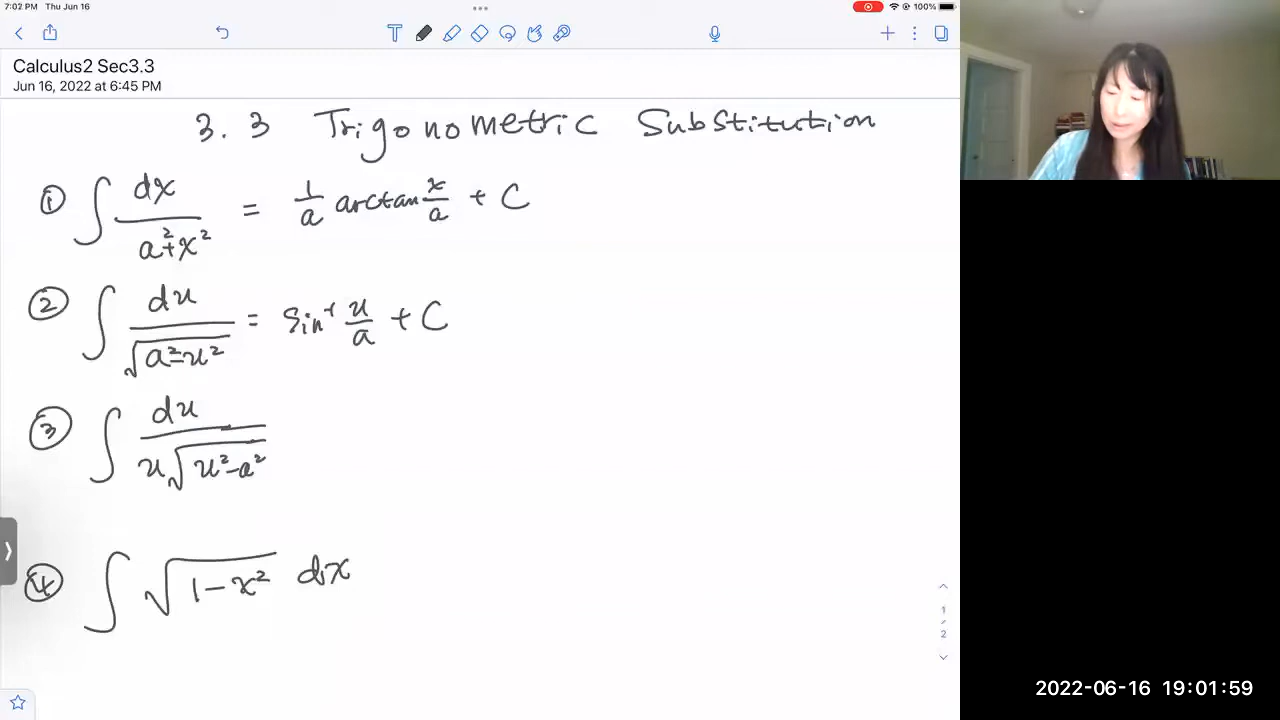 7:02 PM Thu Jun 16
100%
T
Calculus2 Sec3.3
Jun 16, 2022 at 6:45 PM
3.3 Trigonometric Substitution
① ∫ dx / (a²+x²) = 1/a arctan x/a + C
② ∫ du / √(a²-u²) = sin⁻¹ u/a + C
③ ∫ du / (u√(u²-a²))
④ ∫ √(1-x²) dx
1
/
2
2022-06-16 19:01:59